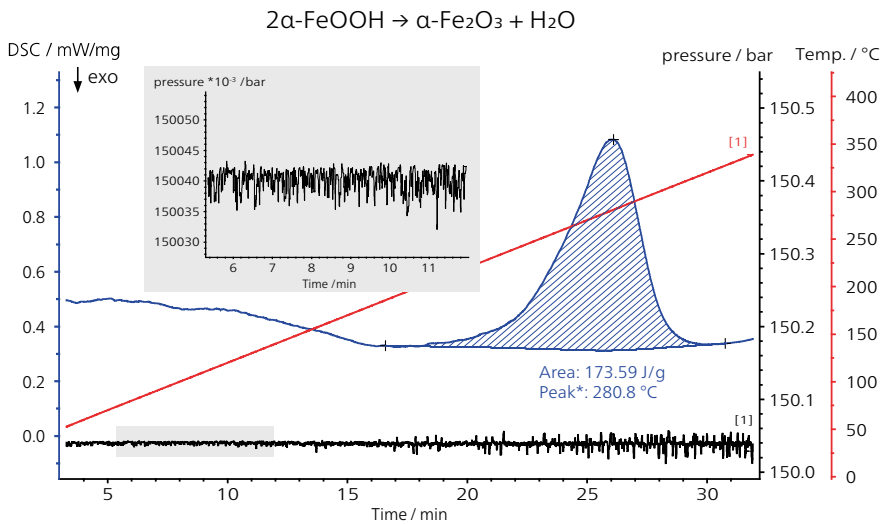 2α-FeOOH → α-Fe₂O₃ + H₂O
DSC / mW/mg
pressure / bar
Temp. / °C
↓ exo
pressure *10⁻³ /bar
150050
150045
150040
150035
150030
6 7 8 9 10 11
Time /min
1.2
1.0
0.8
0.6
0.4
0.2
0.0
[1]
150.5
150.4
150.3
150.2
150.1
150.0
400
350
300
250
200
150
100
50
0
Area: 173.59 J/g
Peak*: 280.8 °C
[1]
5 10 15 20 25 30
Time / min